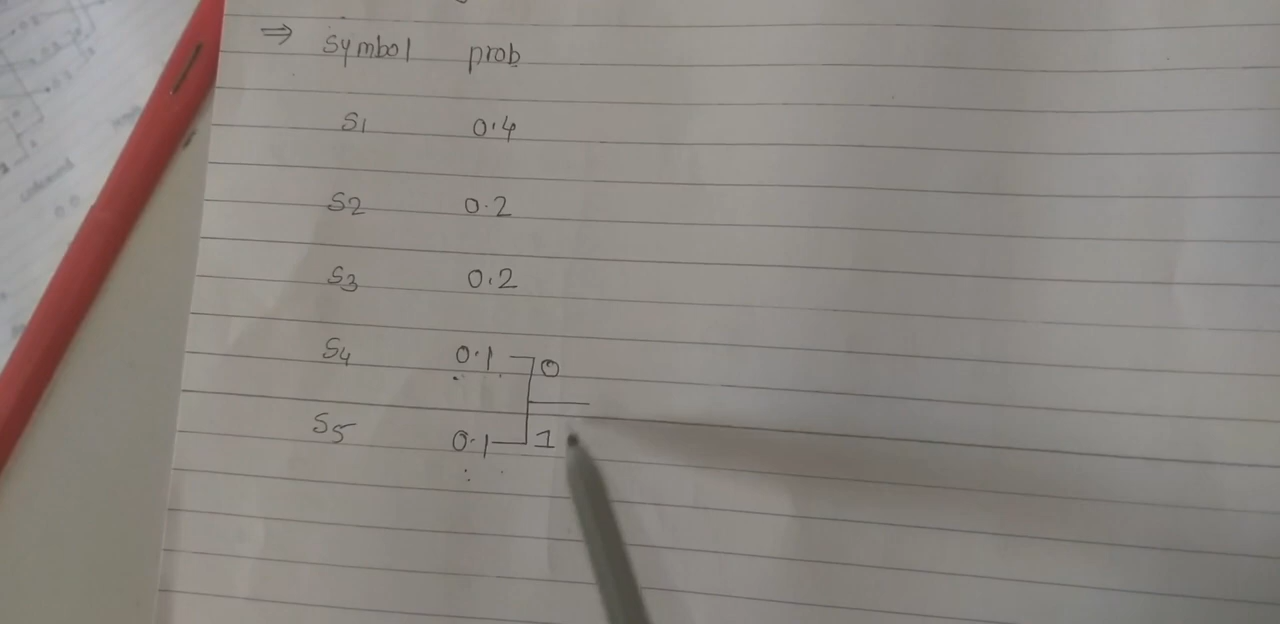 ⇒ Symbol prob
S1 0.4
S2 0.2
S3 0.2
S4 0.1 0
S5 0.1 1